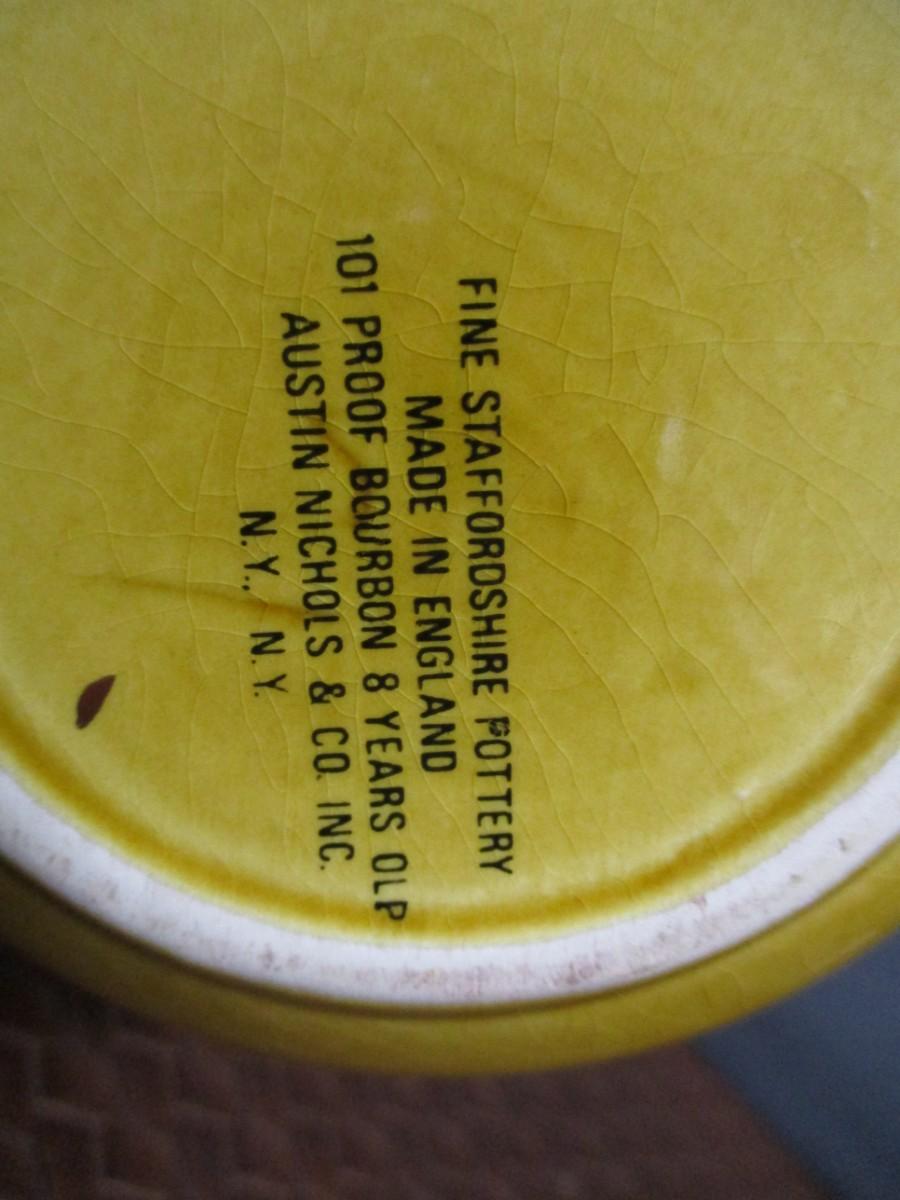 FINE STAFFORDSHIRE POTTERY
MADE IN ENGLAND
101 PROOF BOURBON 8 YEARS OLP
AUSTIN NICHOLS & CO. INC.
N.Y., N.Y.